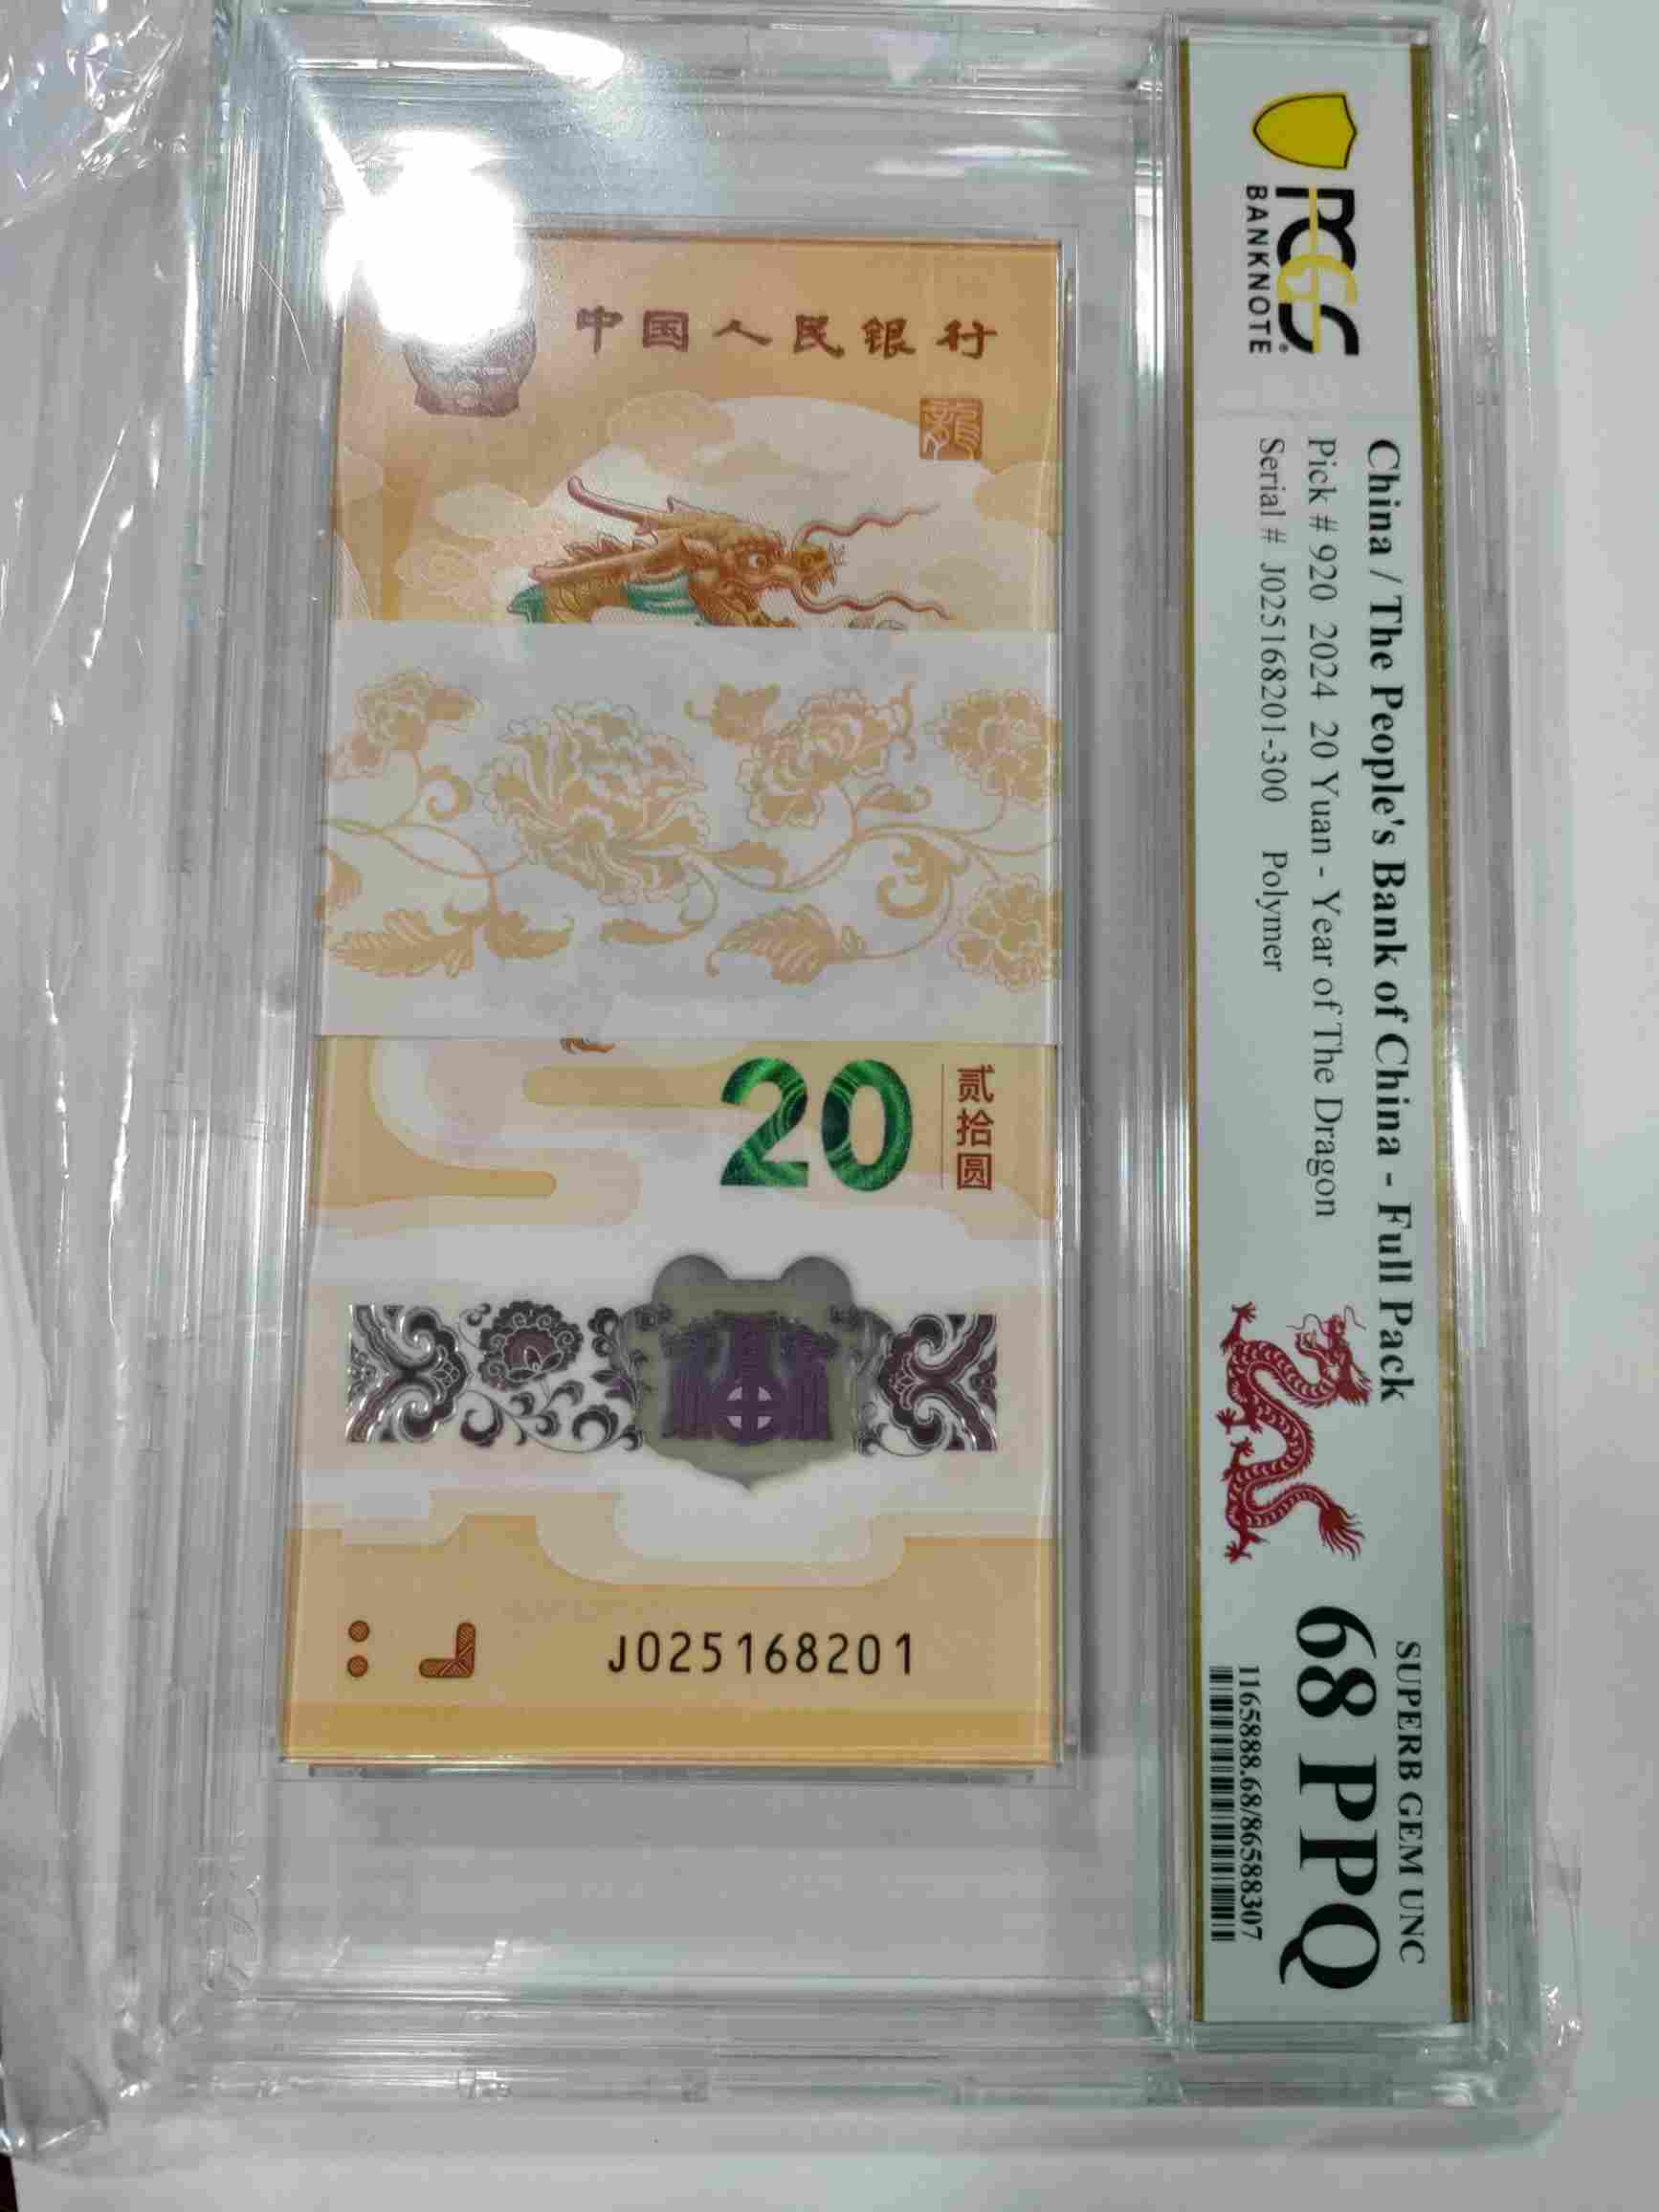 PCGS
BANKNOTE
China / The People's Bank of China - Full Pack
Pick # 920 2024 20 Yuan - Year of The Dragon
Serial # J025168201-300 Polymer
SUPERB GEM UNC
68 PPQ
1165888.68/86588307
中国人民银行
龍
20
贰拾圆
J025168201